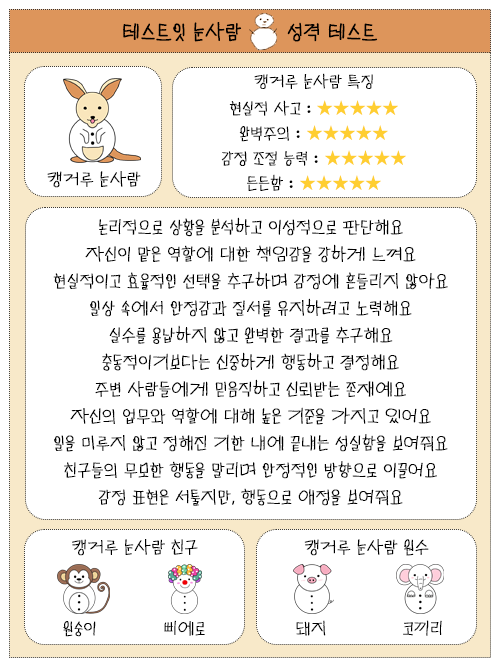 테스트잇 눈사람 성격 테스트
캥거루 눈사람
캥거루 눈사람 특징
현실적 사고 : ★★★★★
완벽주의 : ★★★★★
감정 조절 능력 : ★★★★★
든든함 : ★★★★★
논리적으로 상황을 분석하고 이성적으로 판단해요
자신이 맡은 역할에 대한 책임감을 강하게 느껴요
현실적이고 효율적인 선택을 추구하며 감정에 흔들리지 않아요
일상 속에서 안정감과 질서를 유지하려고 노력해요
실수를 용납하지 않고 완벽한 결과를 추구해요
충동적이기보다는 신중하게 행동하고 결정해요
주변 사람들에게 믿음직하고 신뢰받는 존재예요
자신의 업무와 역할에 대해 높은 기준을 가지고 있어요
일을 미루지 않고 정해진 기한 내에 끝내는 성실함을 보여줘요
친구들의 무모한 행동을 말리며 안정적인 방향으로 이끌어요
감정 표현은 서툴지만, 행동으로 애정을 보여줘요
캥거루 눈사람 친구
원숭이
삐에로
캥거루 눈사람 원수
돼지
코끼리